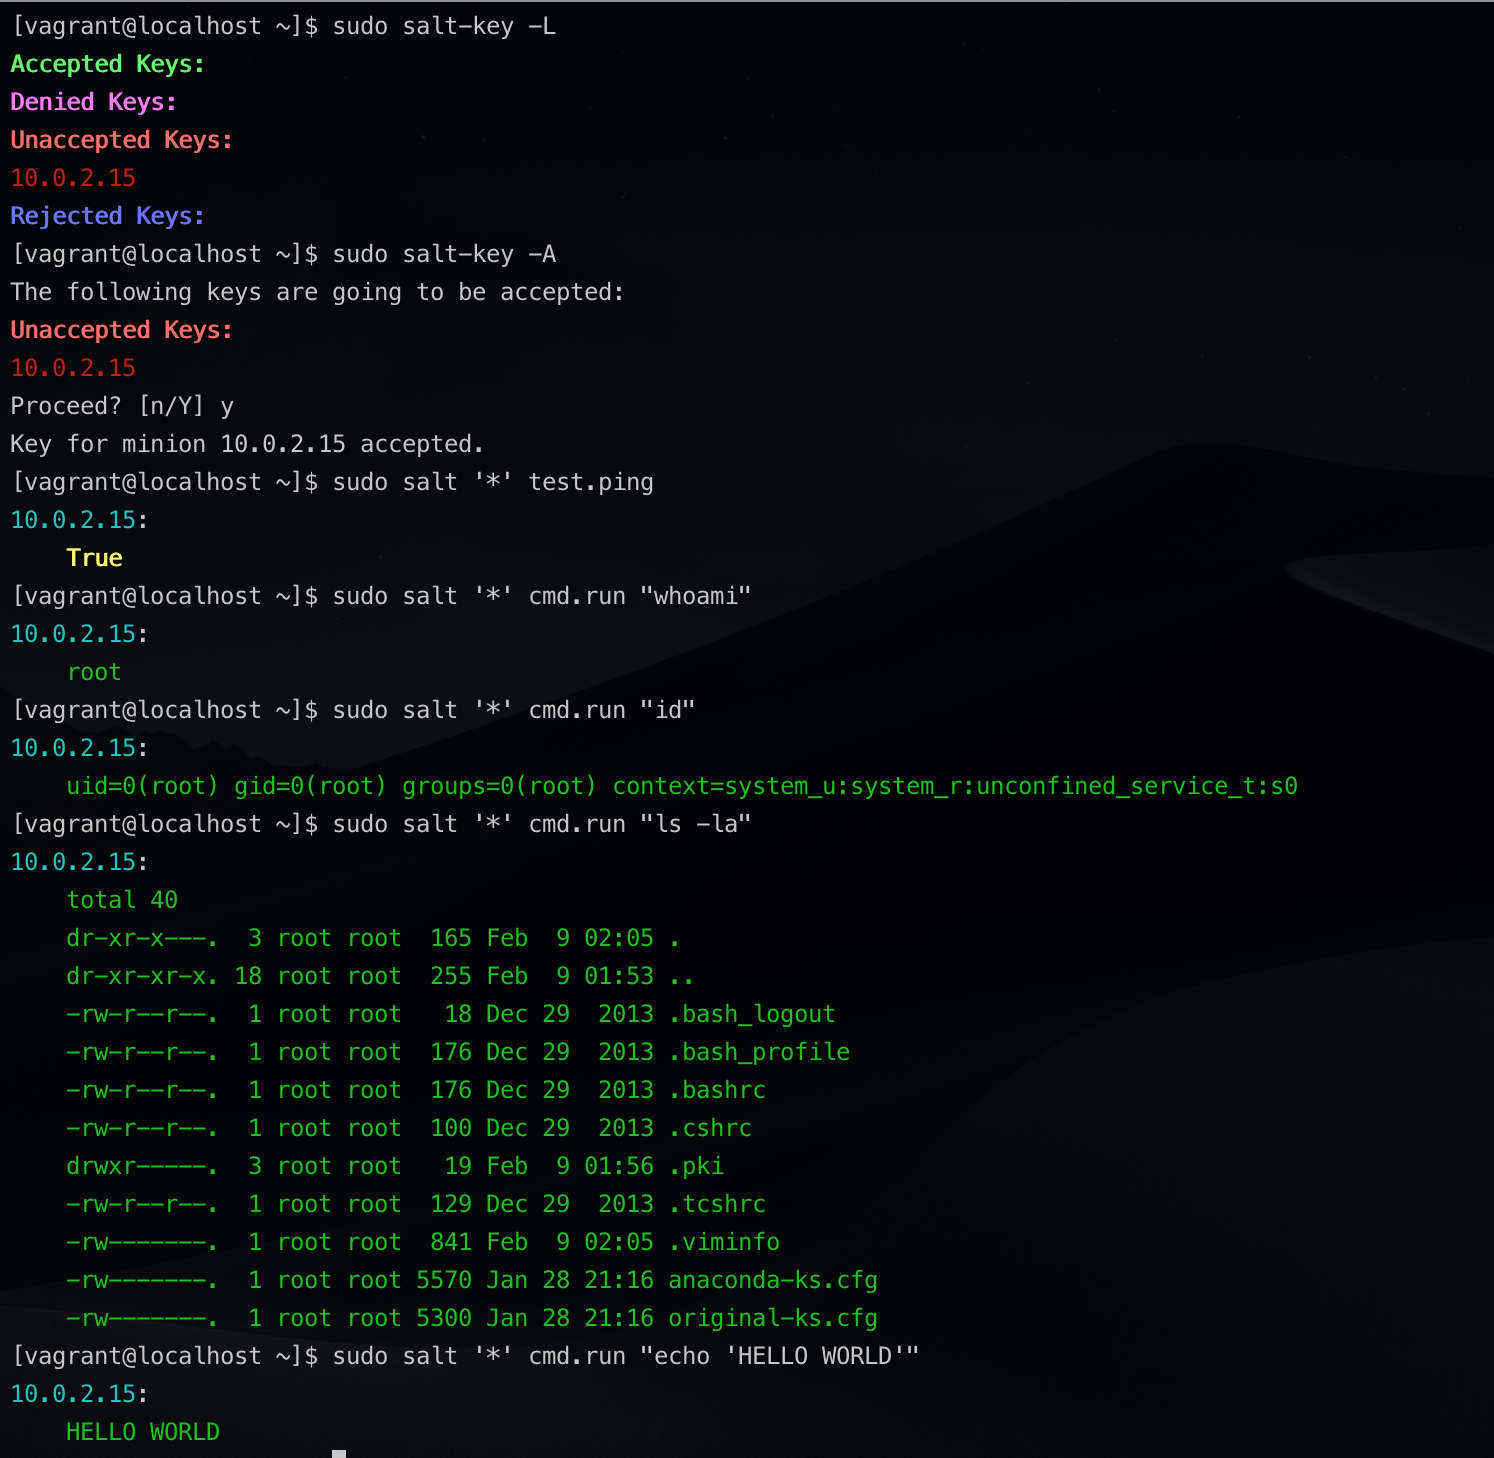 [vagrant@localhost ~]$ sudo salt-key -L
Accepted Keys:
Denied Keys:
Unaccepted Keys:
10.0.2.15
Rejected Keys:
[vagrant@localhost ~]$ sudo salt-key -A
The following keys are going to be accepted:
Unaccepted Keys:
10.0.2.15
Proceed? [n/Y] y
Key for minion 10.0.2.15 accepted.
[vagrant@localhost ~]$ sudo salt '*' test.ping
10.0.2.15:
    True
[vagrant@localhost ~]$ sudo salt '*' cmd.run "whoami"
10.0.2.15:
    root
[vagrant@localhost ~]$ sudo salt '*' cmd.run "id"
10.0.2.15:
    uid=0(root) gid=0(root) groups=0(root) context=system_u:system_r:unconfined_service_t:s0
[vagrant@localhost ~]$ sudo salt '*' cmd.run "ls -la"
10.0.2.15:
    total 40
    dr-xr-x---.  3 root root  165 Feb  9 02:05 .
    dr-xr-xr-x. 18 root root  255 Feb  9 01:53 ..
    -rw-r--r--.  1 root root   18 Dec 29  2013 .bash_logout
    -rw-r--r--.  1 root root  176 Dec 29  2013 .bash_profile
    -rw-r--r--.  1 root root  176 Dec 29  2013 .bashrc
    -rw-r--r--.  1 root root  100 Dec 29  2013 .cshrc
    drwxr-----.  3 root root   19 Feb  9 01:56 .pki
    -rw-r--r--.  1 root root  129 Dec 29  2013 .tcshrc
    -rw-------.  1 root root  841 Feb  9 02:05 .viminfo
    -rw-------.  1 root root 5570 Jan 28 21:16 anaconda-ks.cfg
    -rw-------.  1 root root 5300 Jan 28 21:16 original-ks.cfg
[vagrant@localhost ~]$ sudo salt '*' cmd.run "echo 'HELLO WORLD'"
10.0.2.15:
    HELLO WORLD